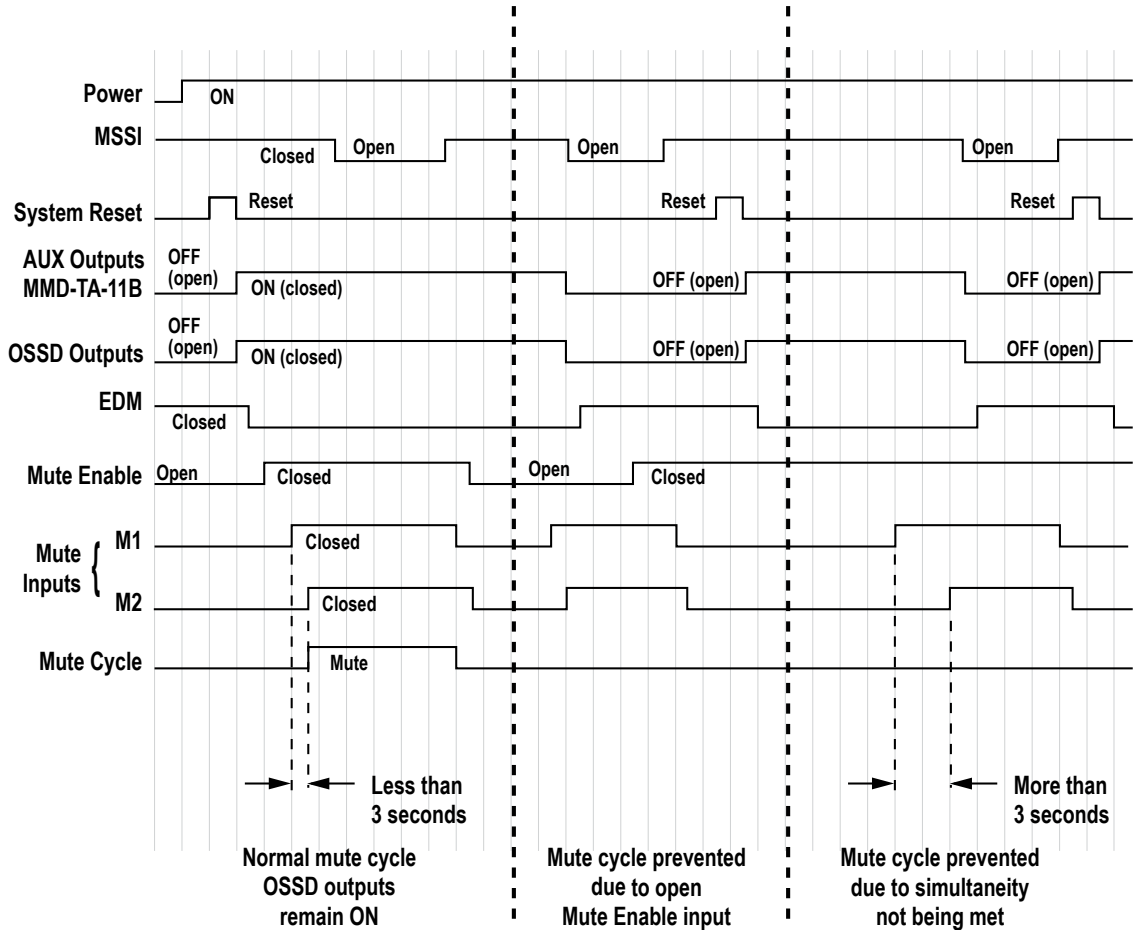 Power
ON
MSSI
Closed
Open
Open
Open
System Reset
Reset
Reset
Reset
AUX Outputs
MMD-TA-11B
OFF
(open)
ON (closed)
OFF (open)
OFF (open)
OSSD Outputs
OFF
(open)
ON (closed)
OFF (open)
OFF (open)
EDM
Closed
Mute Enable
Open
Closed
Open
Closed
Mute
Inputs
{
M1
Closed
M2
Closed
Mute Cycle
Mute
Less than
3 seconds
More than
3 seconds
Normal mute cycle
OSSD outputs
remain ON
Mute cycle prevented
due to open
Mute Enable input
Mute cycle prevented
due to simultaneity
not being met